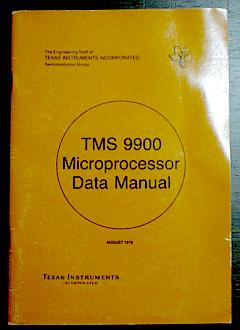 The Engineering Staff of
TEXAS INSTRUMENTS INCORPORATED
Semiconductor Group
TMS 9900
Microprocessor
Data Manual
AUGUST 1978
TEXAS INSTRUMENTS
INCORPORATED